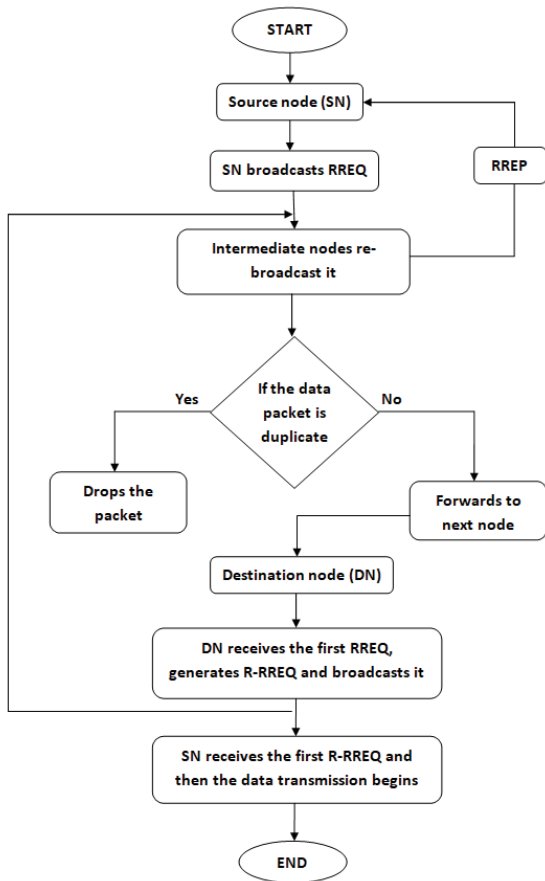 START
Source node (SN)
SN broadcasts RREQ
RREP
Intermediate nodes re-
broadcast it
If the data
packet is
duplicate
Yes
No
Drops the
packet
Forwards to
next node
Destination node (DN)
DN receives the first RREQ,
generates R-RREQ and broadcasts it
SN receives the first R-RREQ and
then the data transmission begins
END